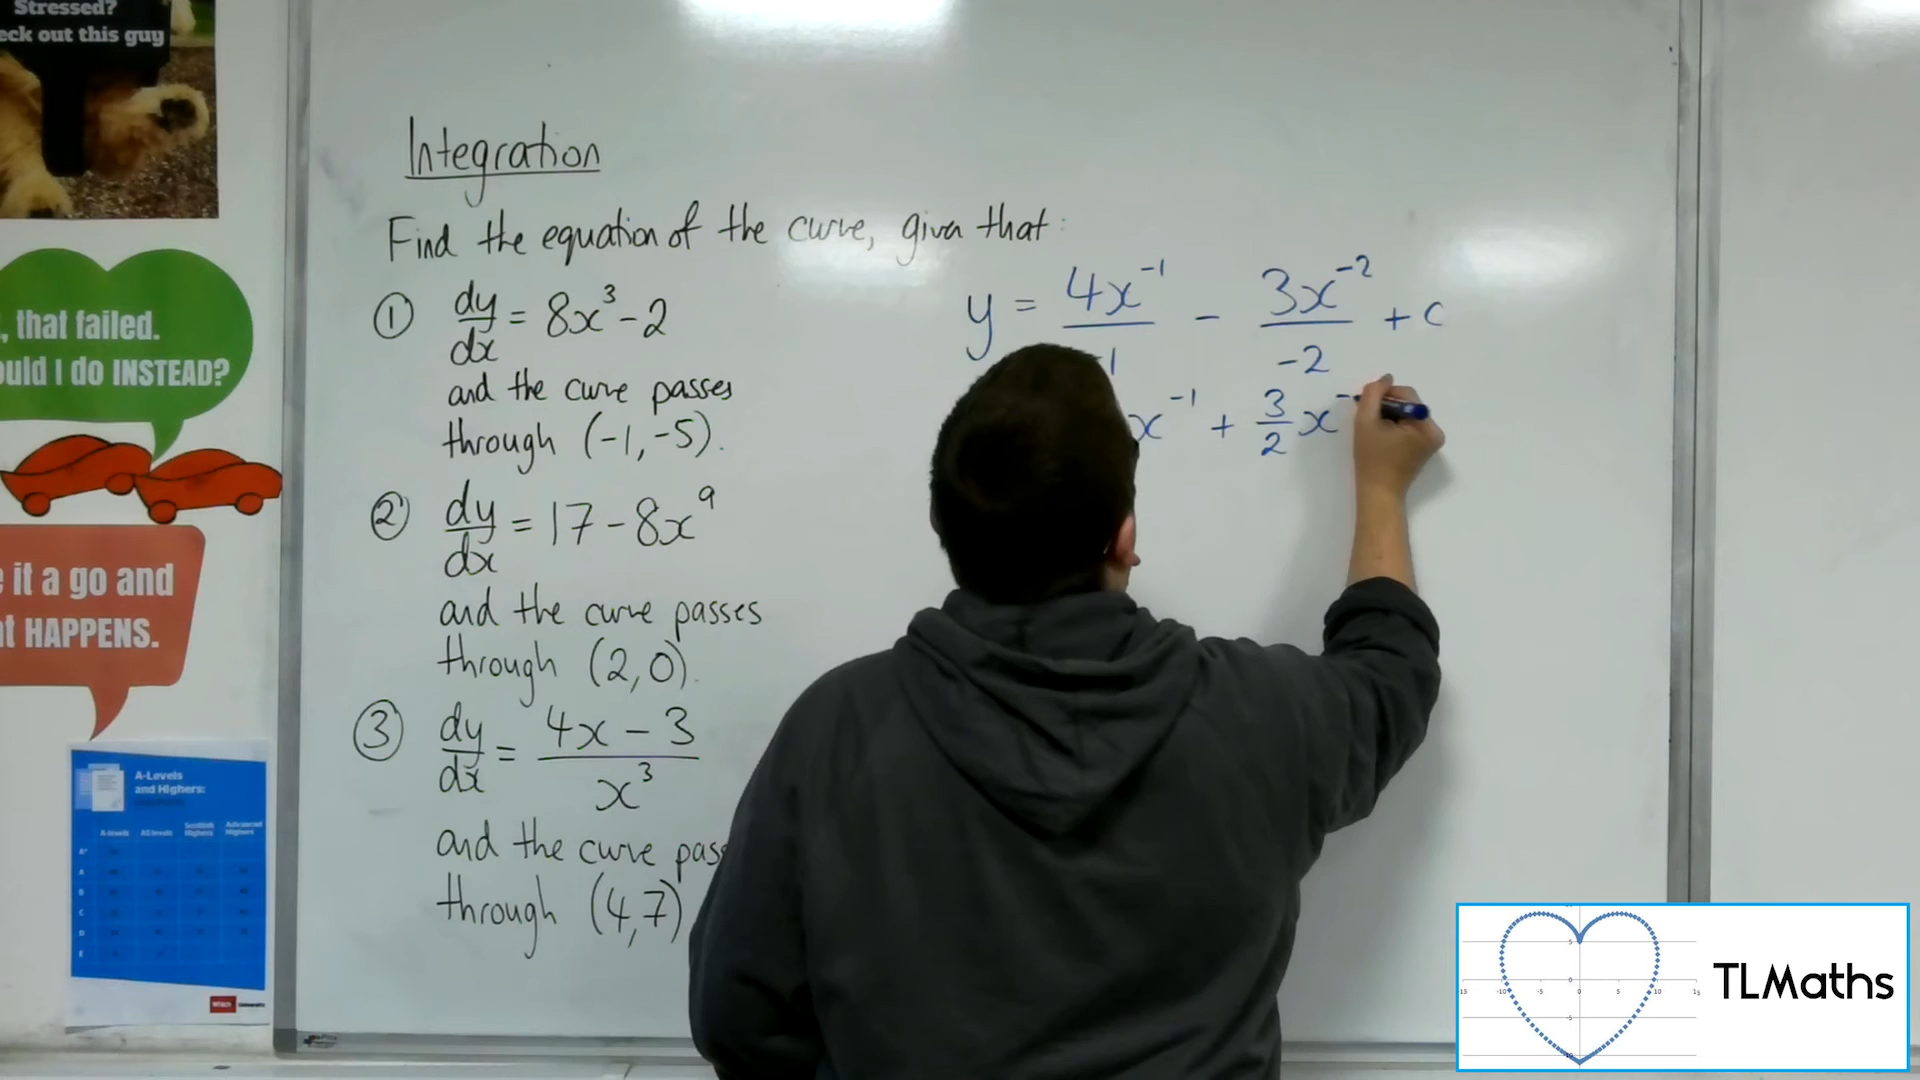 Stressed?
eck out this guy
, that failed.
ould I do INSTEAD?
e it a go and
at HAPPENS.
A-Levels
and Highers:
Integration
Find the equation of the curve, given that:
① dy/dx = 8x³ - 2
and the curve passes
through (-1, -5).
② dy/dx = 17 - 8x⁹
and the curve passes
through (2, 0).
③ dy/dx = (4x - 3)/x³
and the curve pass
through (4, 7)
y = 4x⁻¹/-1 - 3x⁻²/-2 + c
x⁻¹ + 3/2 x⁻
TLMaths